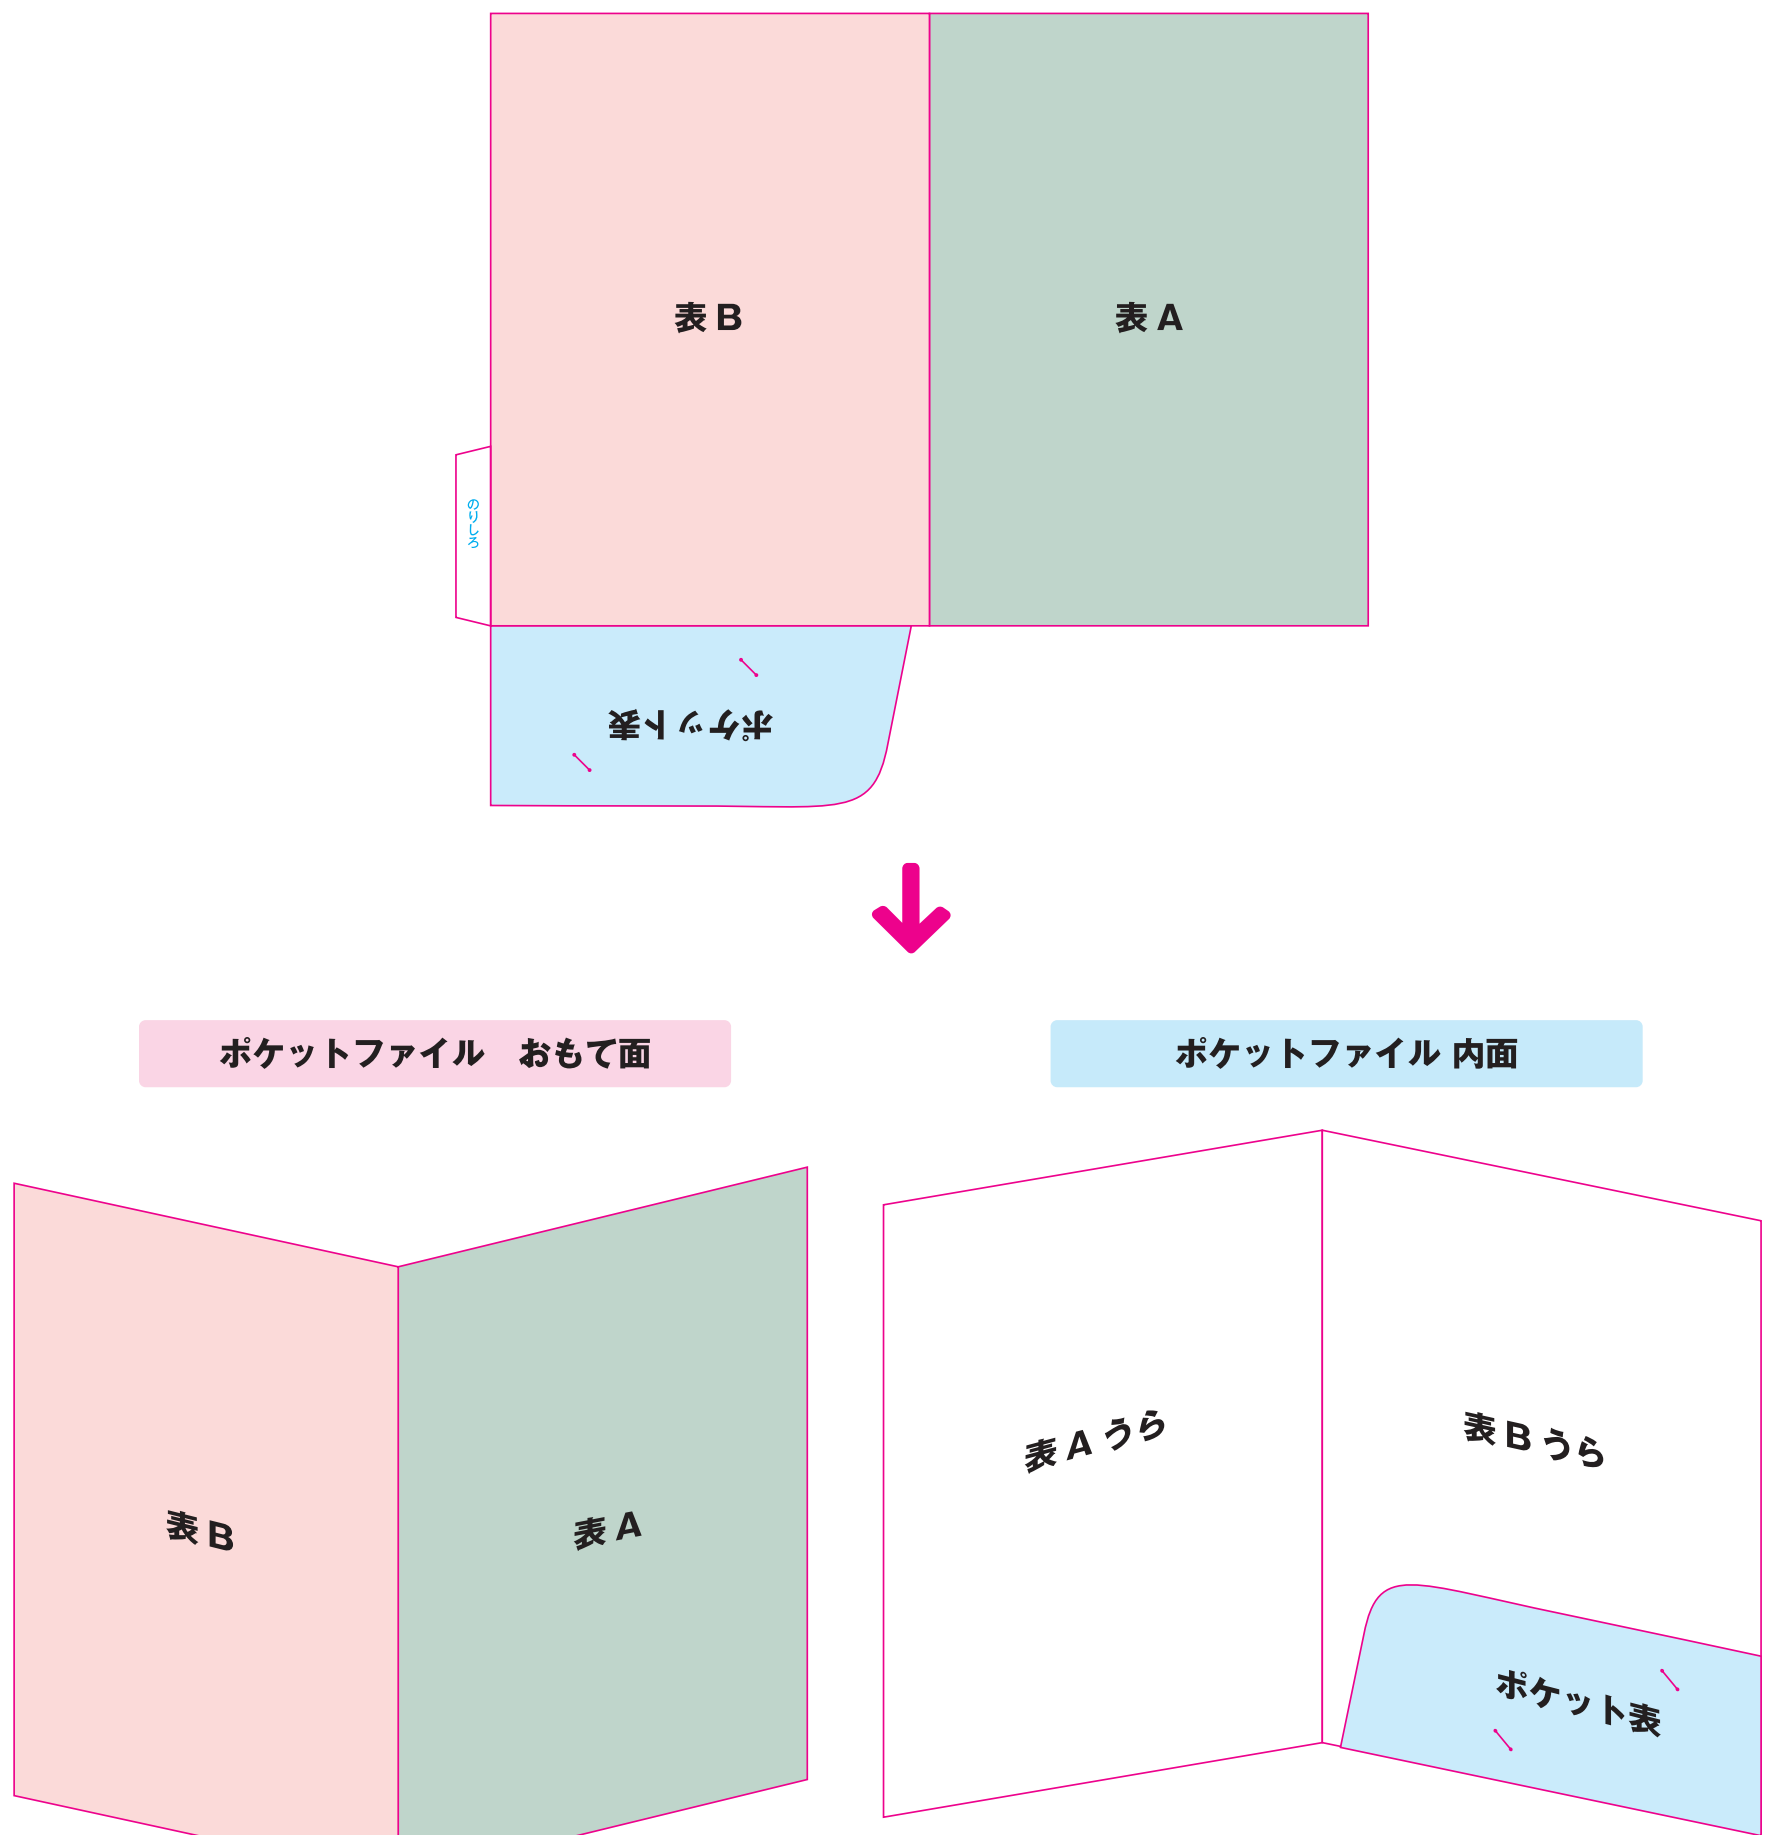 表 B
表 A
のりしろ
ポケット表
ポケットファイル　おもて面
ポケットファイル 内面
表 B
表 A
表 A うら
表 B うら
ポケット表